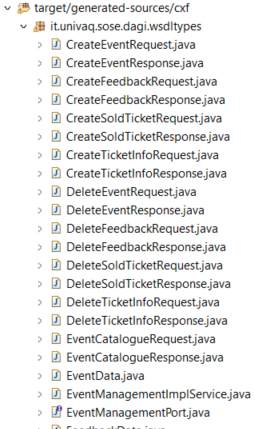 target/generated-sources/cxf
it.univaq.sose.dagi.wsdltypes
CreateEventRequest.java
CreateEventResponse.java
CreateFeedbackRequest.java
CreateFeedbackResponse.java
CreateSoldTicketRequest.java
CreateSoldTicketResponse.java
CreateTicketInfoRequest.java
CreateTicketInfoResponse.java
DeleteEventRequest.java
DeleteEventResponse.java
DeleteFeedbackRequest.java
DeleteFeedbackResponse.java
DeleteSoldTicketRequest.java
DeleteSoldTicketResponse.java
DeleteTicketInfoRequest.java
DeleteTicketInfoResponse.java
EventCatalogueRequest.java
EventCatalogueResponse.java
EventData.java
EventManagementImplService.java
EventManagementPort.java